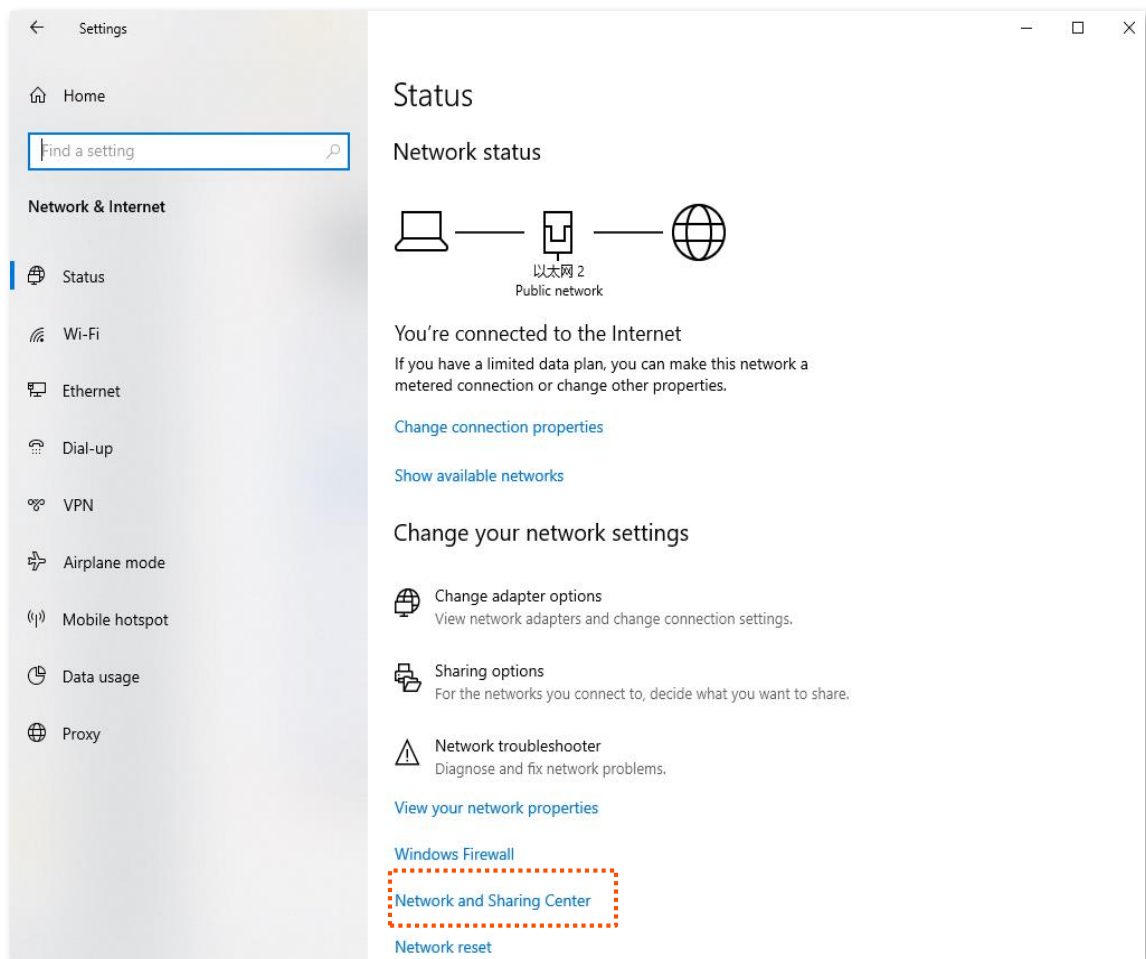 Settings
Home
Find a setting
Network & Internet
Status
Wi-Fi
Ethernet
Dial-up
VPN
Airplane mode
Mobile hotspot
Data usage
Proxy
Status
Network status
以太网 2
Public network
You're connected to the Internet
If you have a limited data plan, you can make this network a
metered connection or change other properties.
Change connection properties
Show available networks
Change your network settings
Change adapter options
View network adapters and change connection settings.
Sharing options
For the networks you connect to, decide what you want to share.
Network troubleshooter
Diagnose and fix network problems.
View your network properties
Windows Firewall
Network and Sharing Center
Network reset